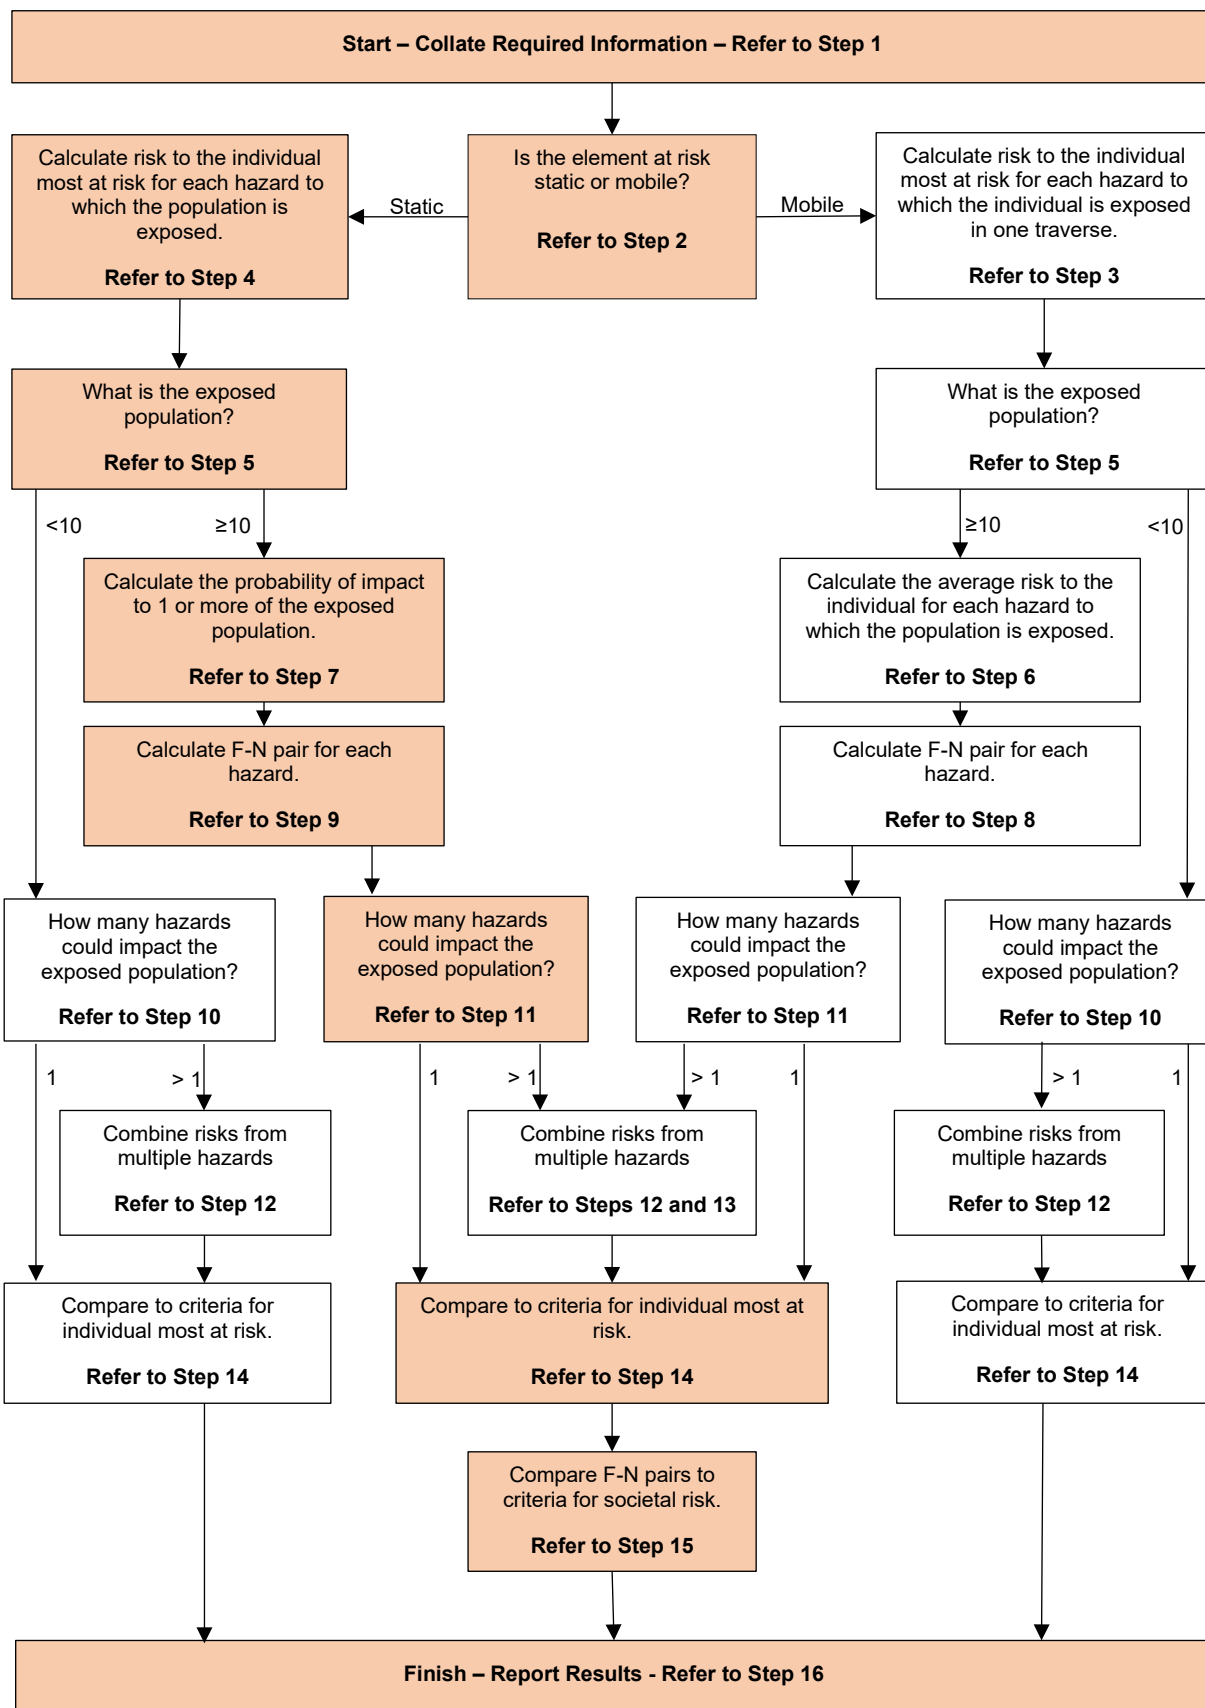 Start – Collate Required Information – Refer to Step 1
Calculate risk to the individual
most at risk for each hazard to
which the population is
exposed.
Refer to Step 4
Static
Is the element at risk
static or mobile?
Refer to Step 2
Mobile
Calculate risk to the individual
most at risk for each hazard to
which the individual is exposed
in one traverse.
Refer to Step 3
What is the exposed
population?
Refer to Step 5
What is the exposed
population?
Refer to Step 5
<10
≥10
≥10
<10
Calculate the probability of impact
to 1 or more of the exposed
population.
Refer to Step 7
Calculate the average risk to the
individual for each hazard to
which the population is exposed.
Refer to Step 6
Calculate F-N pair for each
hazard.
Refer to Step 9
Calculate F-N pair for each
hazard.
Refer to Step 8
How many hazards
could impact the
exposed population?
Refer to Step 10
How many hazards
could impact the
exposed population?
Refer to Step 11
How many hazards
could impact the
exposed population?
Refer to Step 11
How many hazards
could impact the
exposed population?
Refer to Step 10
1
> 1
1
> 1
> 1
1
> 1
1
Combine risks from
multiple hazards
Refer to Step 12
Combine risks from
multiple hazards
Refer to Steps 12 and 13
Combine risks from
multiple hazards
Refer to Step 12
Compare to criteria for
individual most at risk.
Refer to Step 14
Compare to criteria for individual most at
risk.
Refer to Step 14
Compare to criteria for
individual most at risk.
Refer to Step 14
Compare F-N pairs to
criteria for societal risk.
Refer to Step 15
Finish – Report Results - Refer to Step 16